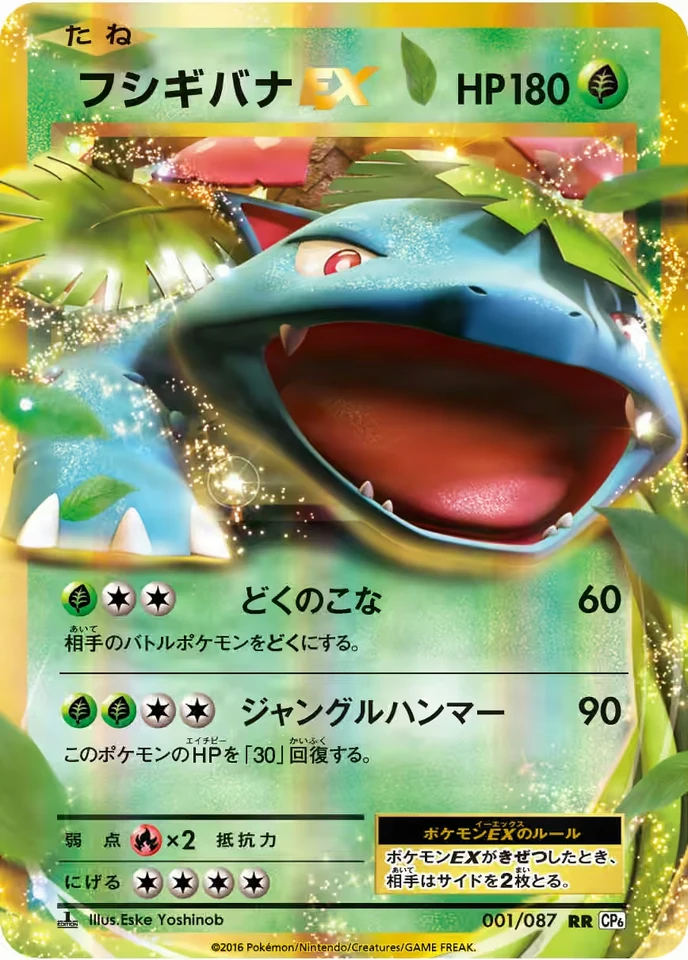 たね
フシギバナEX HP180
どくのこな 60
相手のバトルポケモンをどくにする。
ジャングルハンマー 90
このポケモンのHPを「30」回復する。
弱点 ×2 抵抗力
にげる
ポケモンEXのルール
ポケモンEXがきぜつしたとき、
相手はサイドを2枚とる。
1 EDITION Illus.Eske Yoshinob 001/087 RR CP6
©2016 Pokémon/Nintendo/Creatures/GAME FREAK.